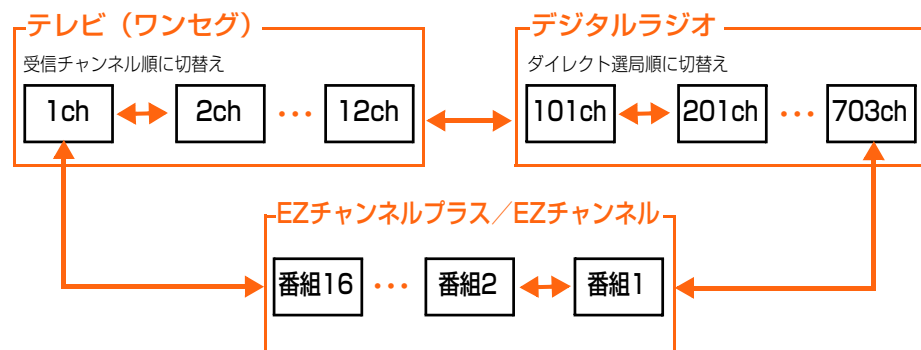 テレビ（ワンセグ）
受信チャンネル順に切替え
1ch 2ch ・・・ 12ch
デジタルラジオ
ダイレクト選局順に切替え
101ch 201ch ・・・ 703ch
EZチャンネルプラス／EZチャンネル
番組16 ・・・ 番組2 番組1